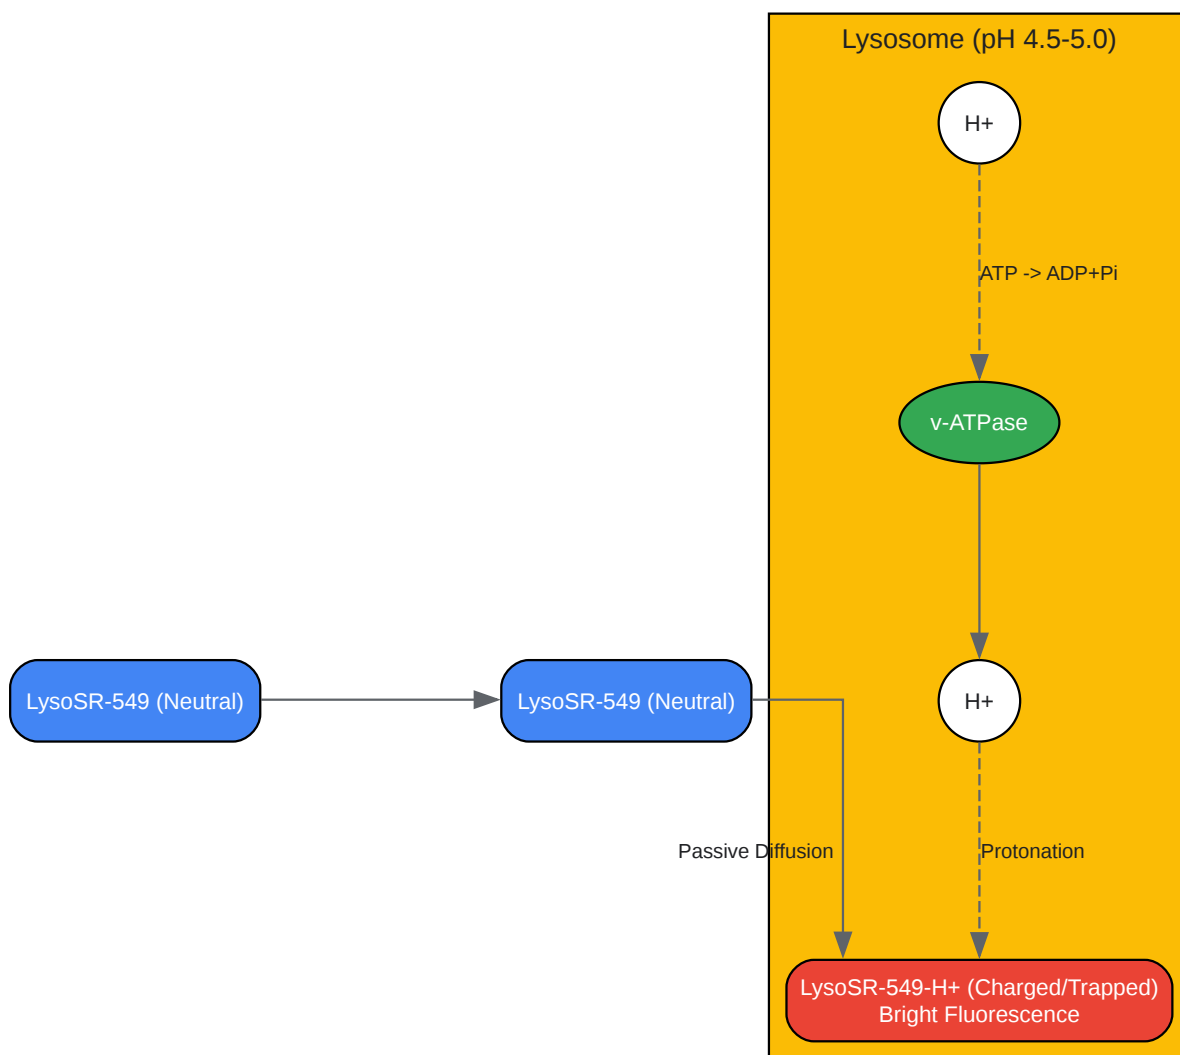 Lysosome (pH 4.5-5.0)
H+
ATP -> ADP+Pi
v-ATPase
LysoSR-549 (Neutral)
LysoSR-549 (Neutral)
H+
Passive Diffusion
Protonation
LysoSR-549-H+ (Charged/Trapped)
Bright Fluorescence